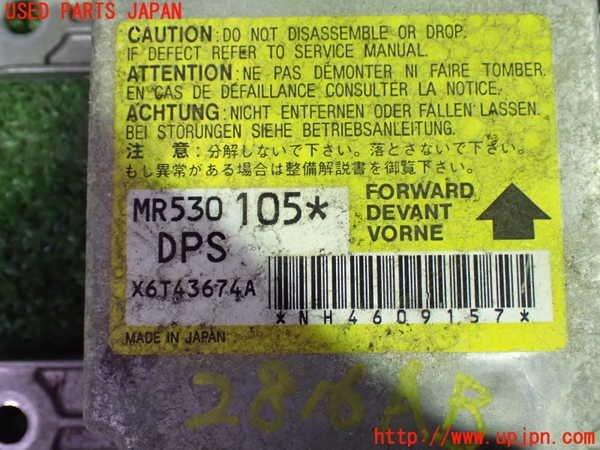 USED PARTS JAPAN
CAUTION: DO NOT DISASSEMBLE OR DROP.
IF DEFECT REFER TO SERVICE MANUAL.
ATTENTION: NE PAS DÉMONTER NI FAIRE TOMBER.
EN CAS DE DÉFAILLANCE CONSULTER LA NOTICE.
ACHTUNG: NICHT ENTFERNEN ODER FALLEN LASSEN.
BEI STÖRUNGEN SIEHE BETRIEBSANLEITUNG.
注 意:分解しないで下さい。落とさないで下さい。
もし異常がある場合は整備解説書を御覧下さい。
MR530 105*
DPS
X6T43674A
FORWARD
DEVANT
VORNE
*NH4609157*
MADE IN JAPAN
2816AB
http://www.upjpn.com